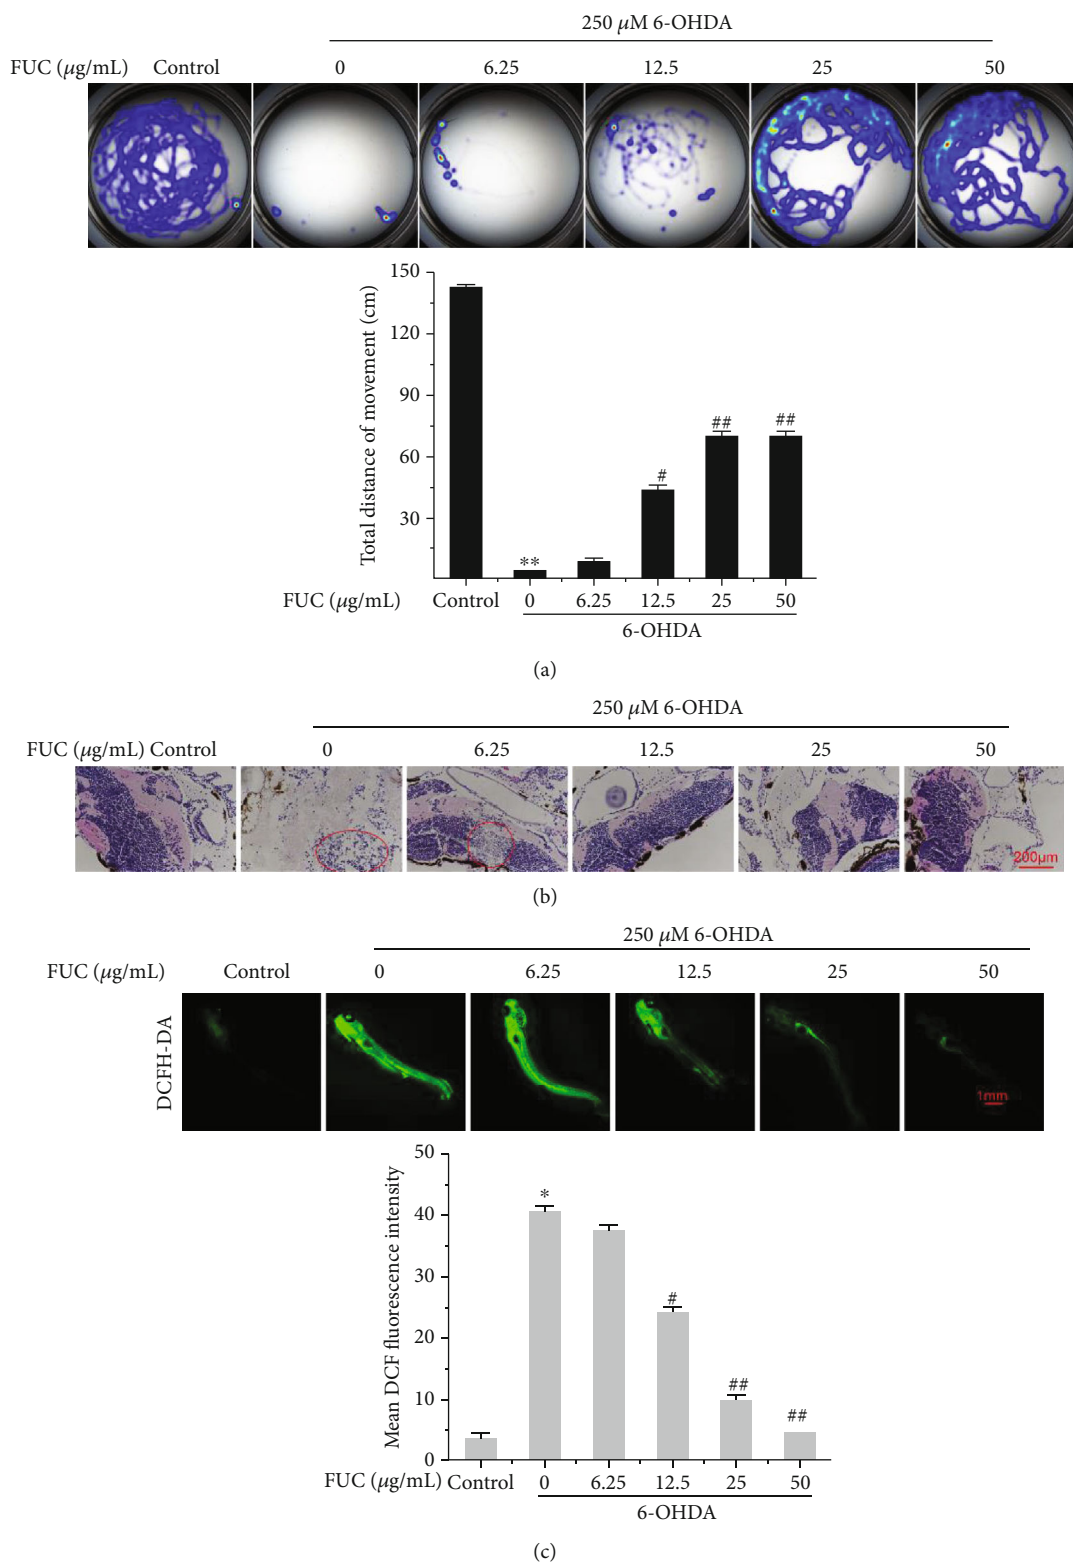 250 μM 6-OHDA
FUC (μg/mL) Control 0 6.25 12.5 25 50
Total distance of movement (cm)
150
120
90
60
30
**
#
##
##
FUC (μg/mL) Control 0 6.25 12.5 25 50
6-OHDA
(a)
250 μM 6-OHDA
FUC (μg/mL) Control 0 6.25 12.5 25 50
200μm
(b)
250 μM 6-OHDA
FUC (μg/mL) Control 0 6.25 12.5 25 50
DCFH-DA
1mm
Mean DCF fluorescence intensity
50
40
30
20
10
0
*
#
##
##
FUC (μg/mL) Control 0 6.25 12.5 25 50
6-OHDA
(c)